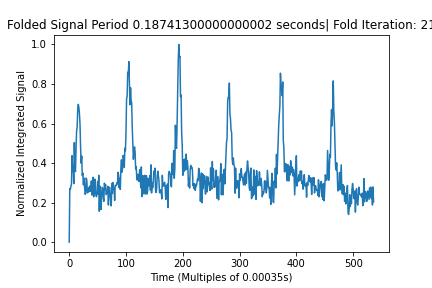 Folded Signal Period 0.18741300000000002 seconds| Fold Iteration: 21
1.0
0.8
0.6
0.4
0.2
0.0
Normalized Integrated Signal
0 100 200 300 400 500
Time (Multiples of 0.00035s)